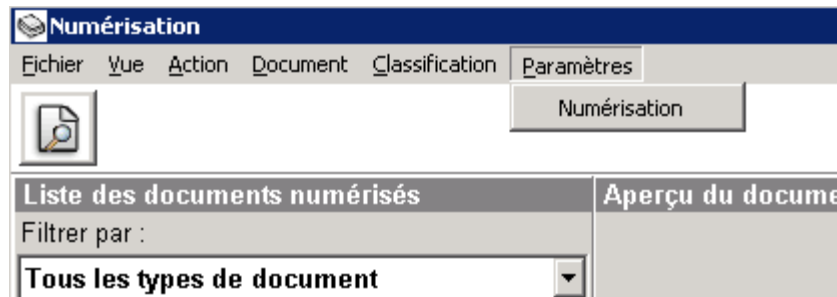 Numérisation
Fichier Vue Action Document Classification Paramètres
Numérisation
Liste des documents numérisés
Aperçu du docume
Filtrer par :
Tous les types de document